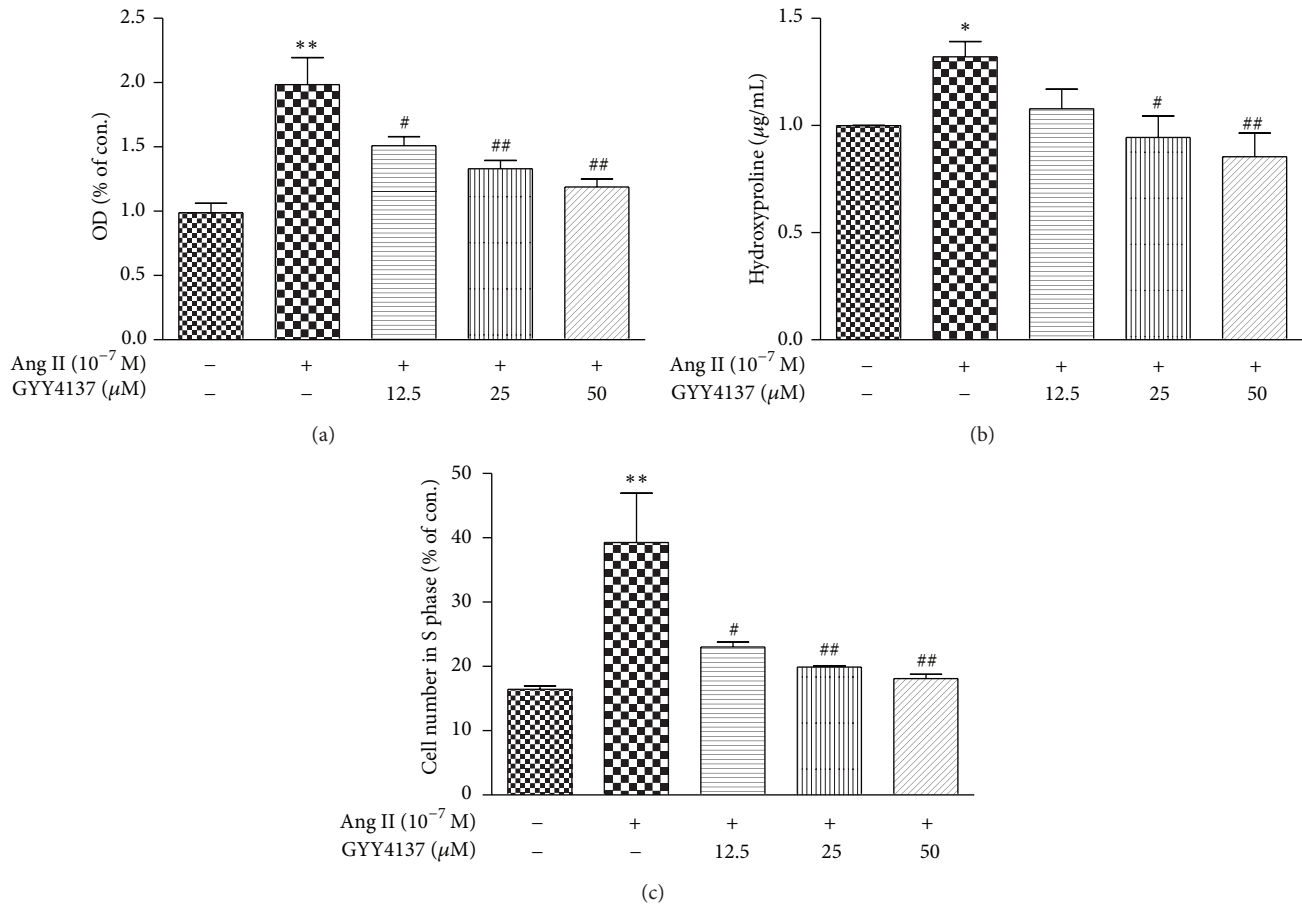 2.5
2.0
1.5
1.0
0.5
0.0
OD (% of con.)
**
#
##
##
Ang II (10⁻⁷ M) − + + + +
GYY4137 (μM) − − 12.5 25 50
(a)
1.5
1.0
0.5
0.0
Hydroxyproline (μg/mL)
*
#
##
Ang II (10⁻⁷ M) − + + + +
GYY4137 (μM) − − 12.5 25 50
(b)
50
40
30
20
10
0
Cell number in S phase (% of con.)
**
#
##
##
Ang II (10⁻⁷ M) − + + + +
GYY4137 (μM) − − 12.5 25 50
(c)